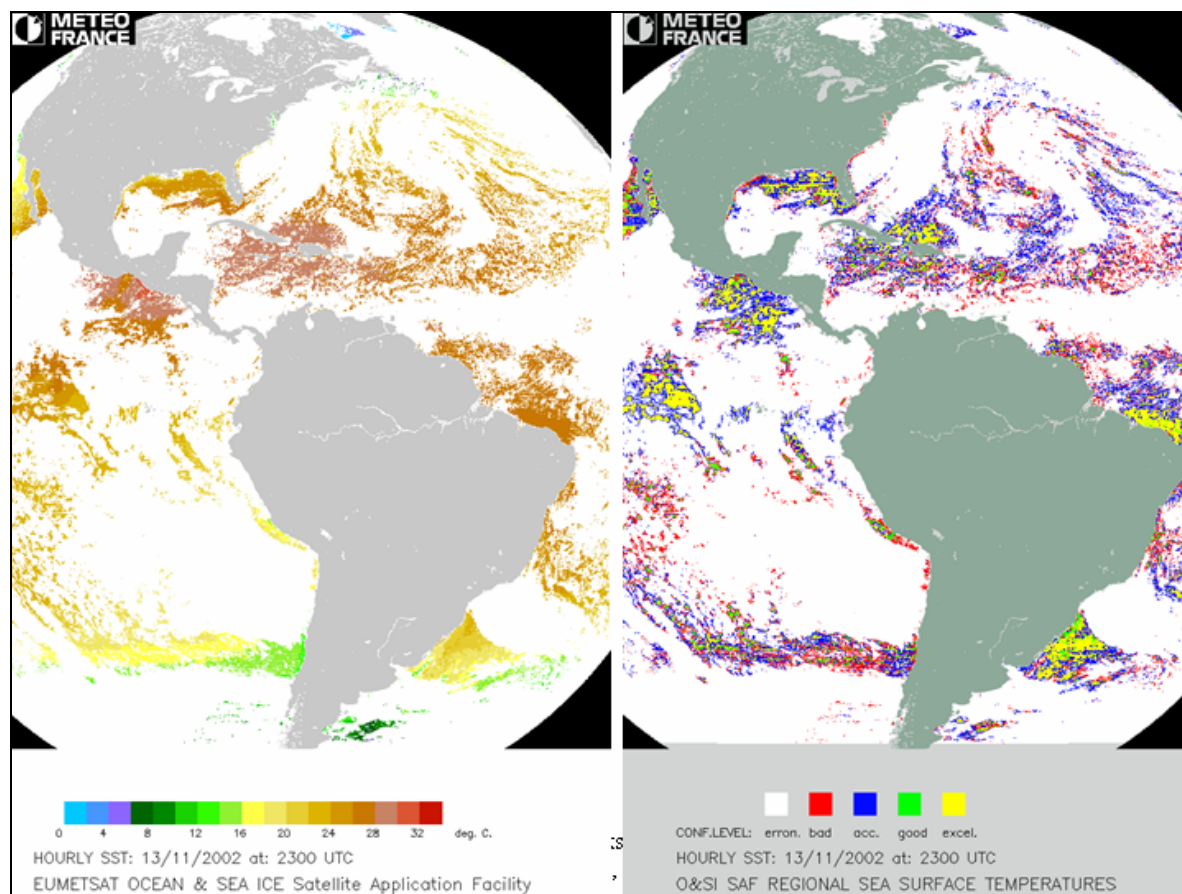 METEO
FRANCE
0 4 8 12 16 20 24 28 32 deg. C.
HOURLY SST: 13/11/2002 at: 2300 UTC
EUMETSAT OCEAN & SEA ICE Satellite Application Facility
METEO
FRANCE
CONF.LEVEL: erron. bad acc. good excel.
HOURLY SST: 13/11/2002 at: 2300 UTC
O&SI SAF REGIONAL SEA SURFACE TEMPERATURES